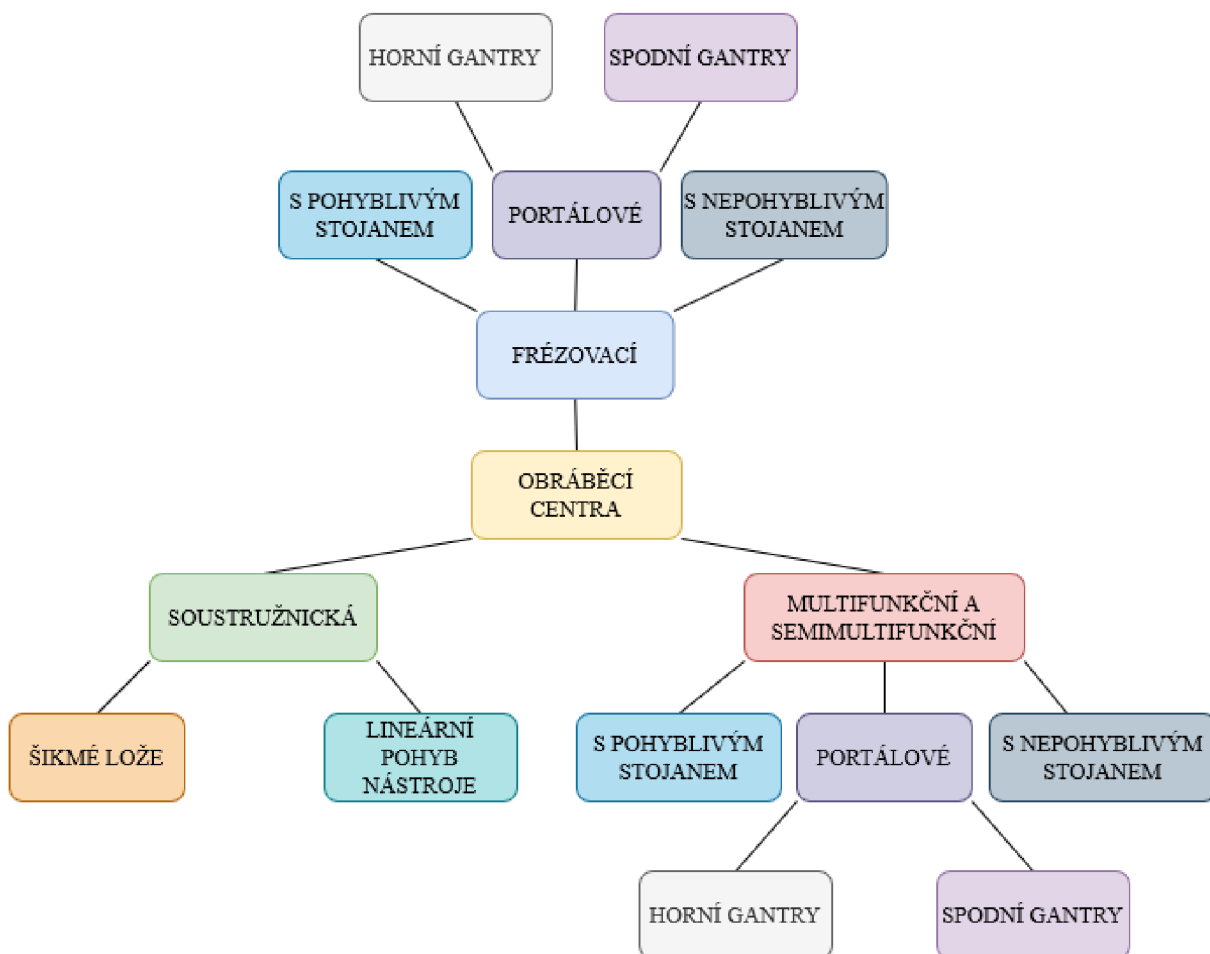 HORNÍ GANTRY
SPODNÍ GANTRY
S POHYBLIVÝM
STOJANEM
PORTÁLOVÉ
S NEPOHYBLIVÝM
STOJANEM
FRÉZOVACÍ
OBRÁBĚCÍ
CENTRA
SOUSTRUŽNICKÁ
MULTIFUNKČNÍ A
SEMIMULTIFUNKČNÍ
ŠIKMÉ LOŽE
LINEÁRNÍ
POHYB
NÁSTROJE
S POHYBLIVÝM
STOJANEM
PORTÁLOVÉ
S NEPOHYBLIVÝM
STOJANEM
HORNÍ GANTRY
SPODNÍ GANTRY